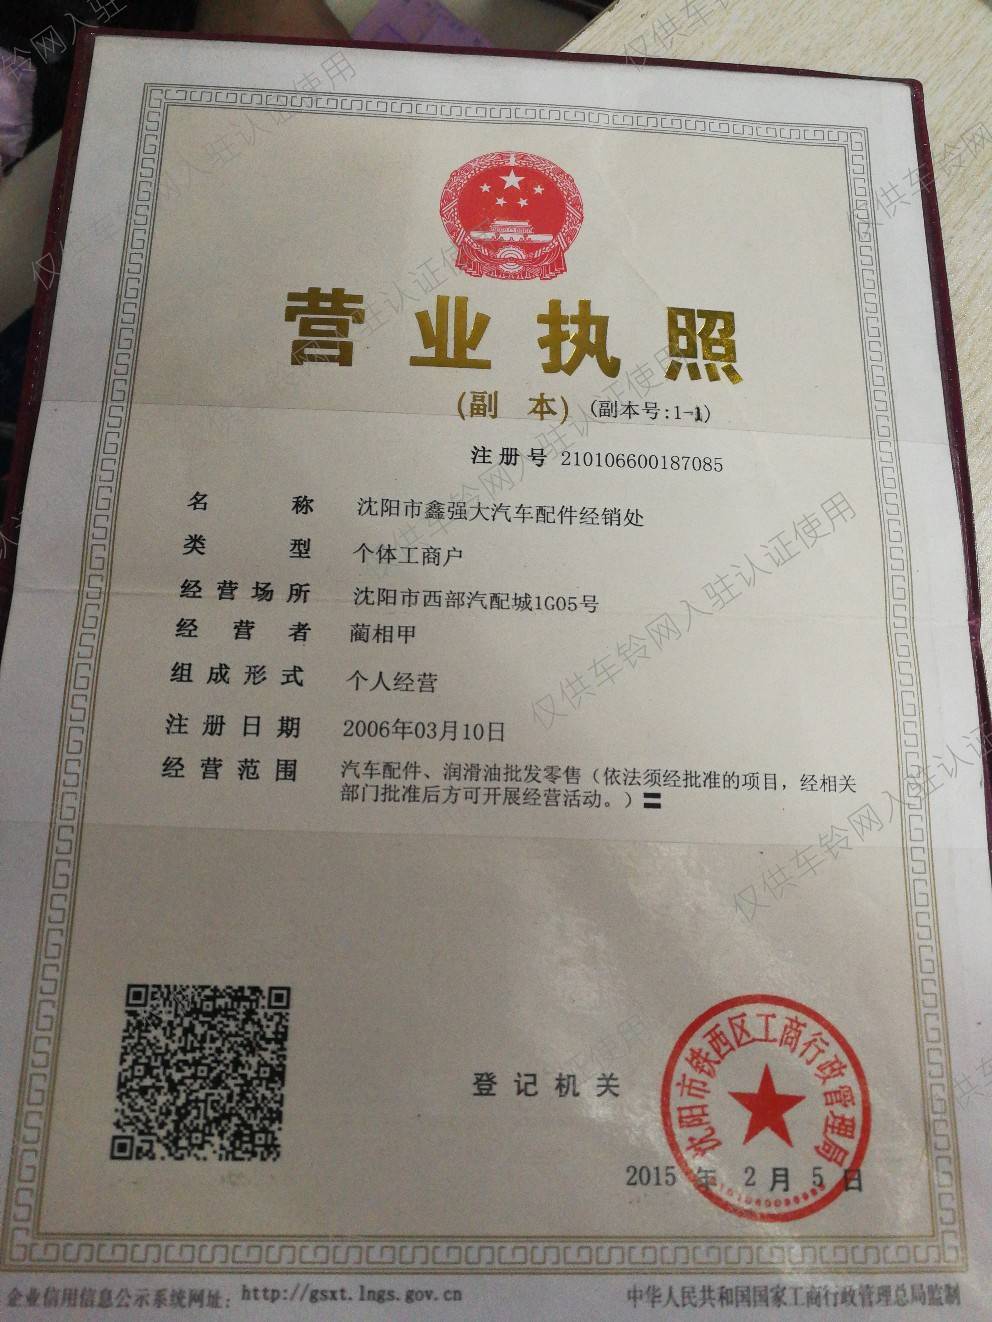 营业执照
(副 本) (副本号:1-1)
注册号 210106600187085
名称 沈阳市鑫强大汽车配件经销处
类型 个体工商户
经营场所 沈阳市西部汽配城1G05号
经营者 蔺相甲
组成形式 个人经营
注册日期 2006年03月10日
经营范围 汽车配件、润滑油批发零售（依法须经批准的项目，经相关
部门批准后方可开展经营活动。）
登记机关
沈阳市铁西区工商行政管理局
2015 年 2 月 5 日
企业信用信息公示系统网址: http://gsxt.lngs.gov.cn
中华人民共和国国家工商行政管理总局监制
仅供车铃网入驻认证使用